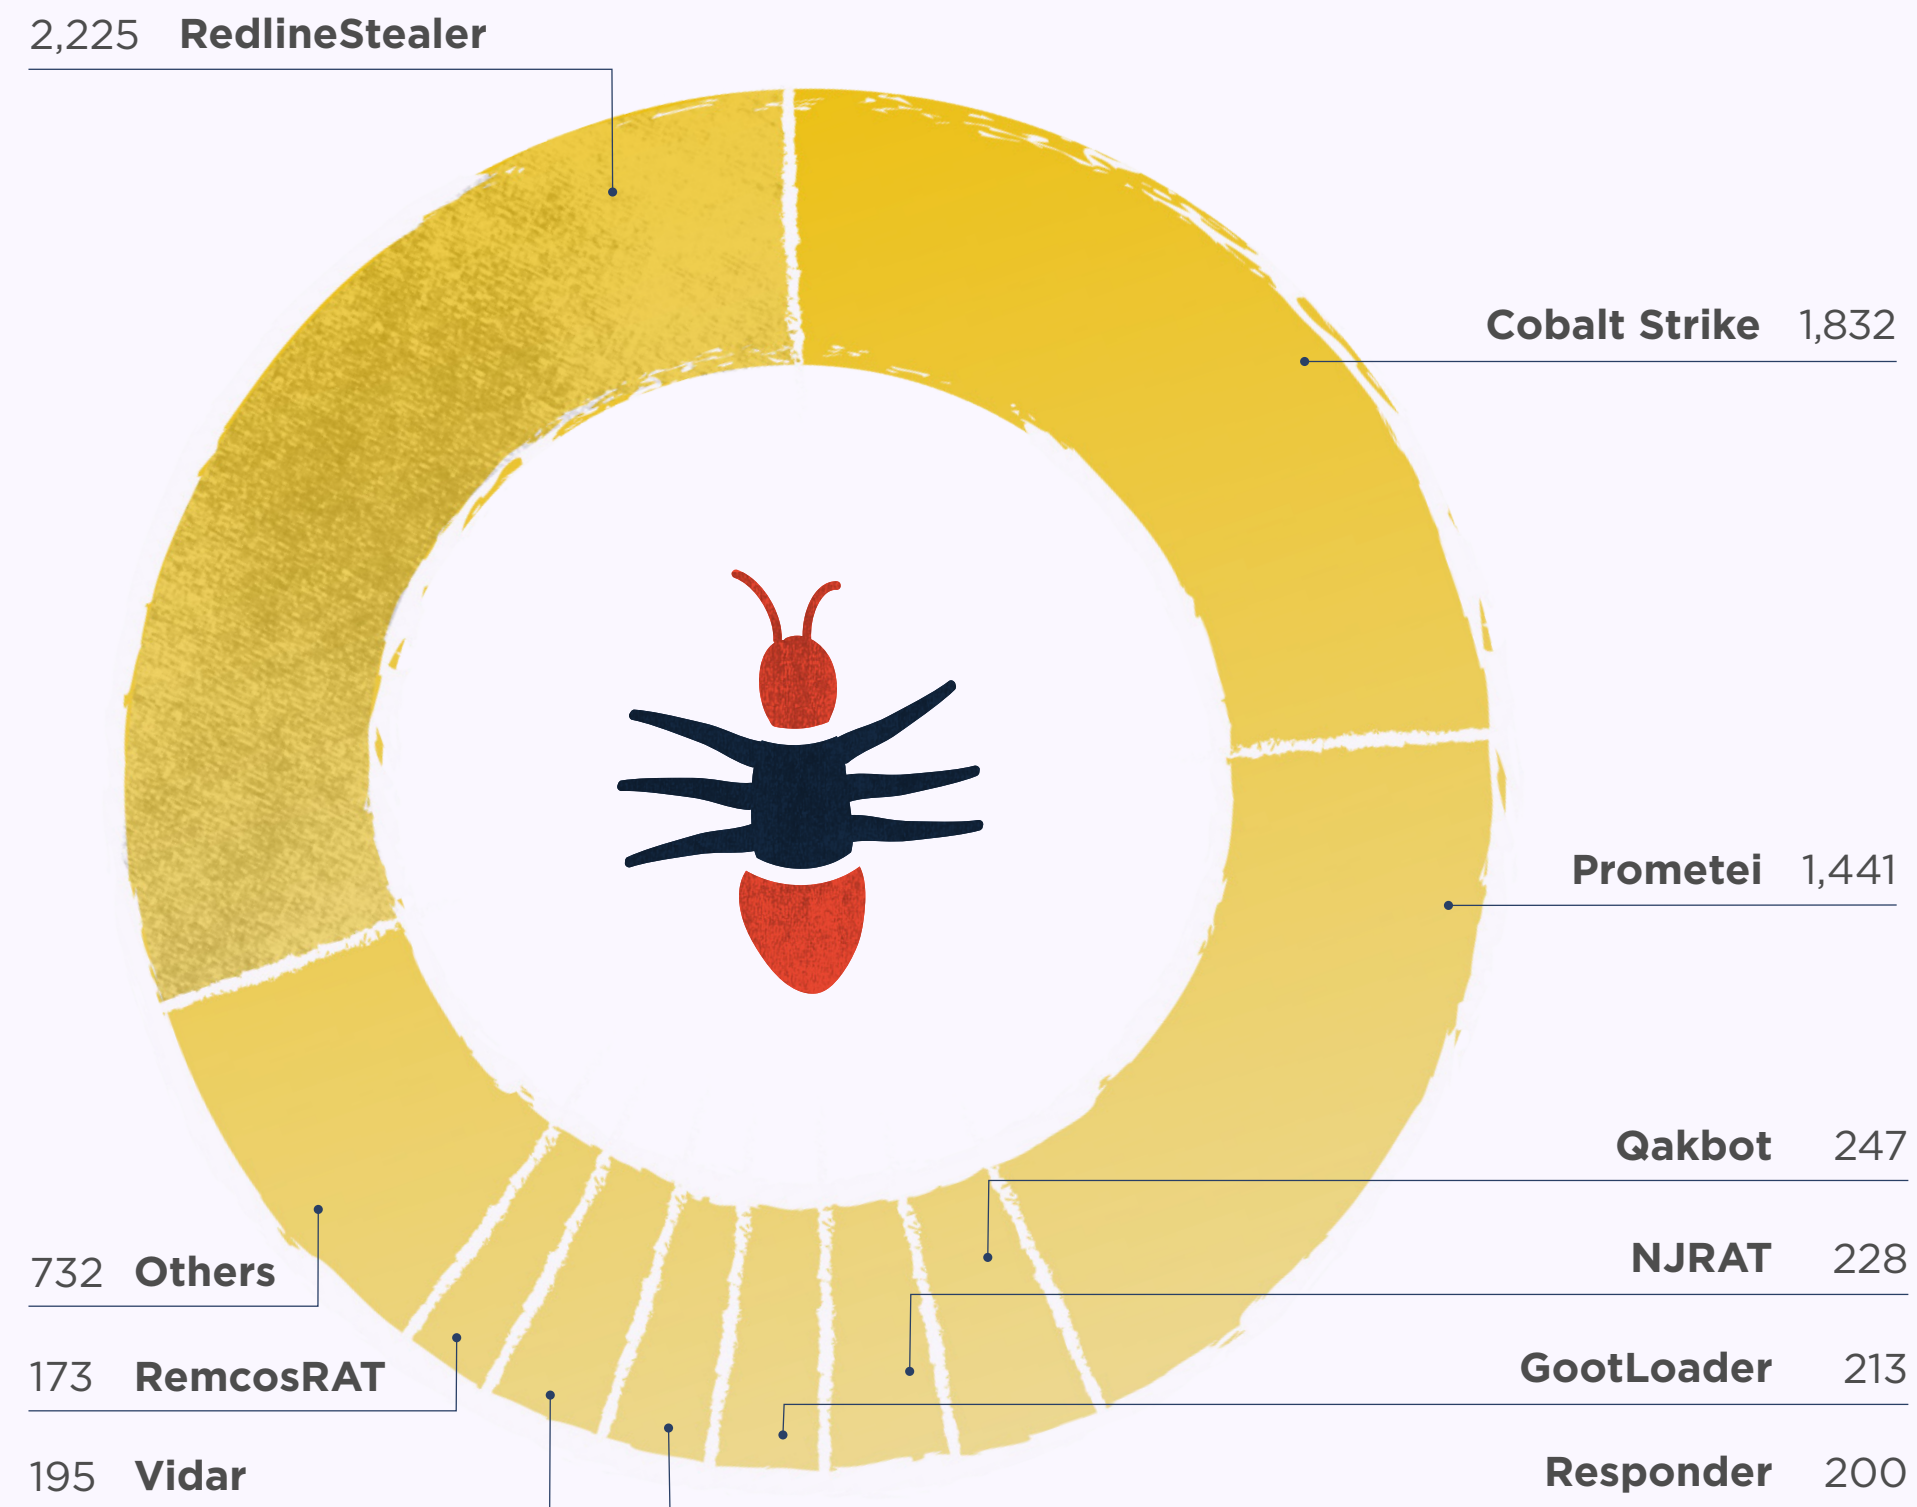 2,225 RedlineStealer
Cobalt Strike 1,832
Prometei 1,441
Qakbot 247
NJRAT 228
GootLoader 213
Responder 200
732 Others
173 RemcosRAT
195 Vidar